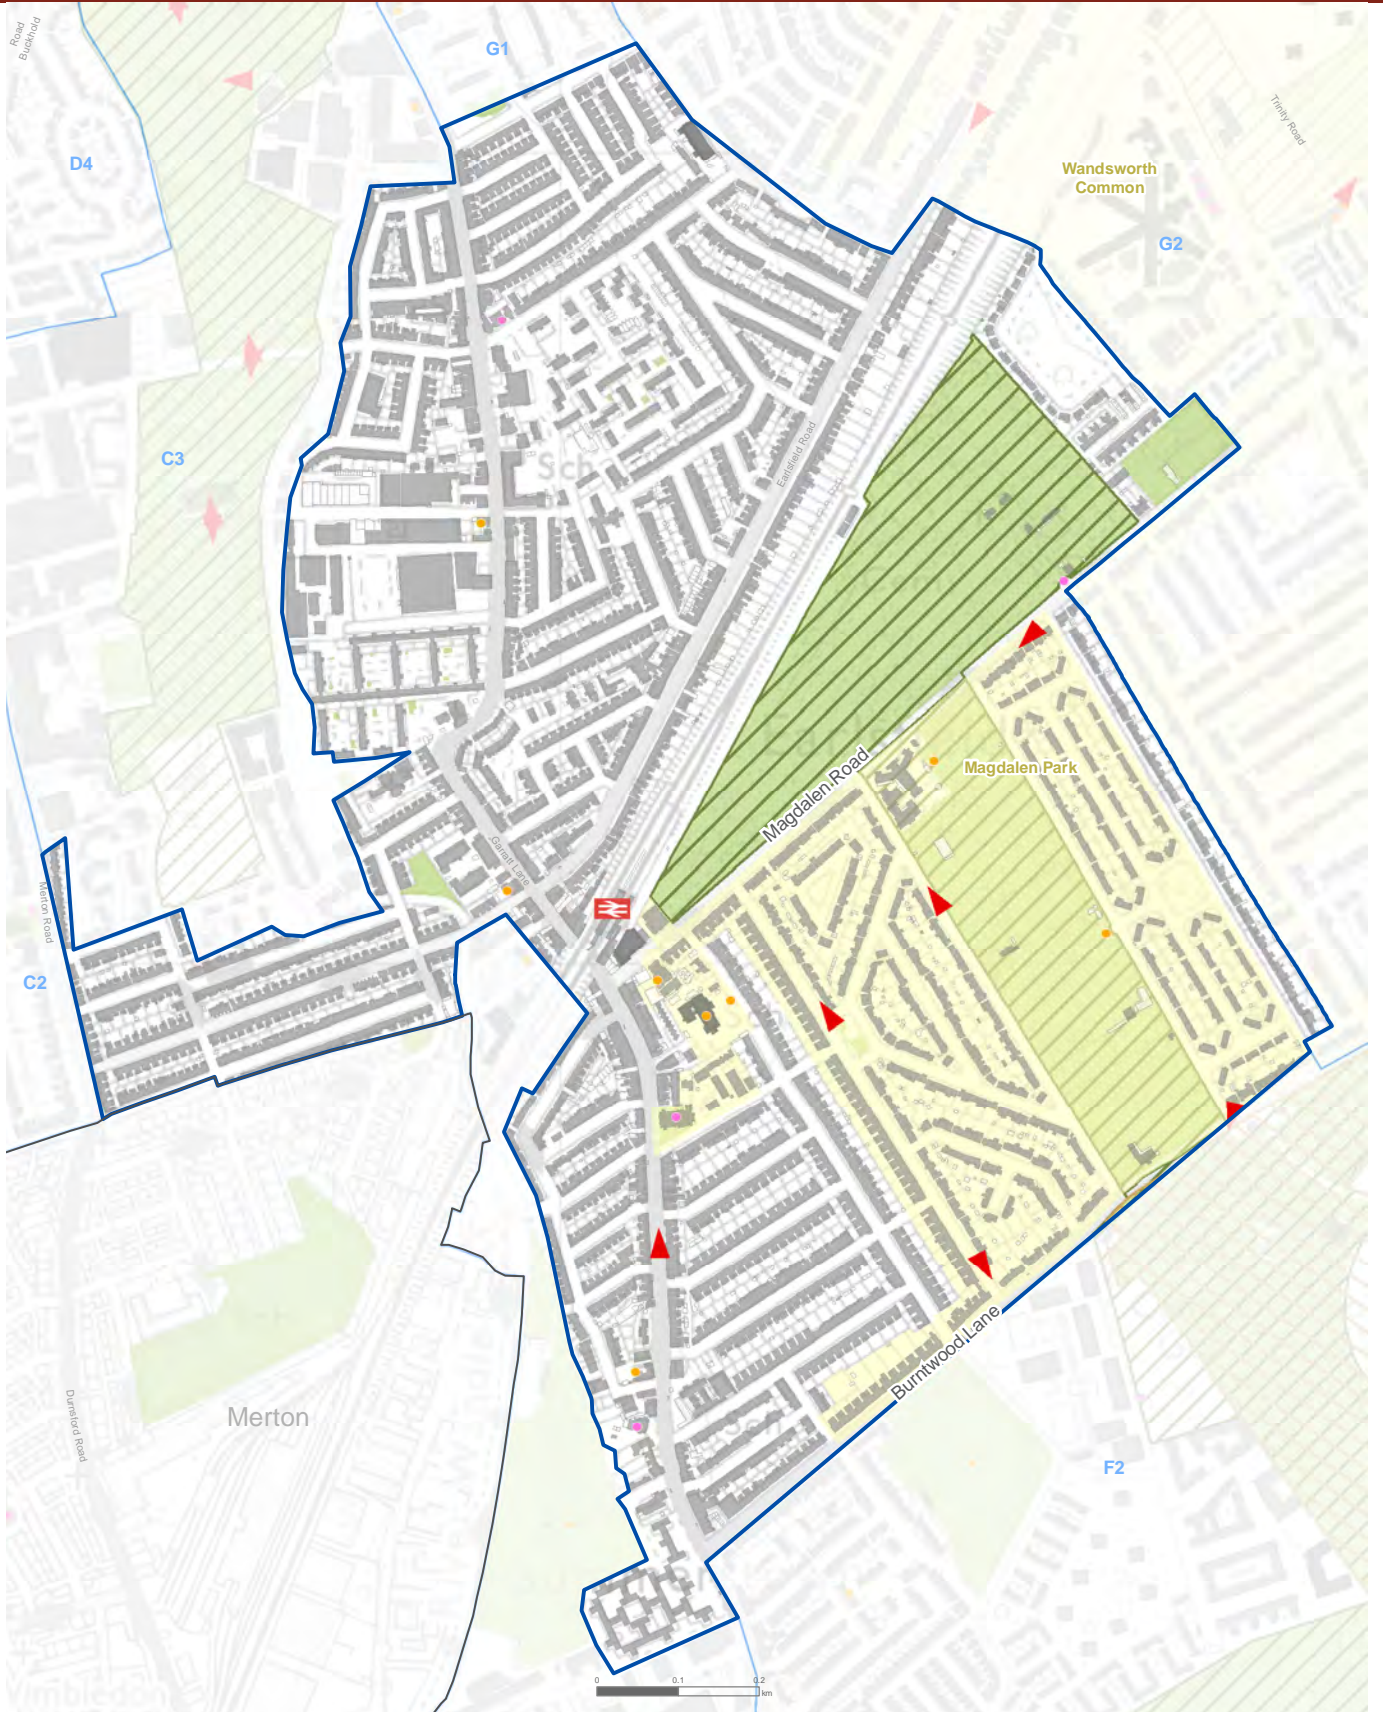 Road
Buckhold
G1
Trinity Road
D4
Wandsworth
Common
G2
Earlsfield Road
C3
Sch
Magdalen Road
Magdalen Park
Garratt Lane
Merton Road
C2
Burntwood Lane
Durnsford Road
Merton
F2
0
0.1
0.2
km